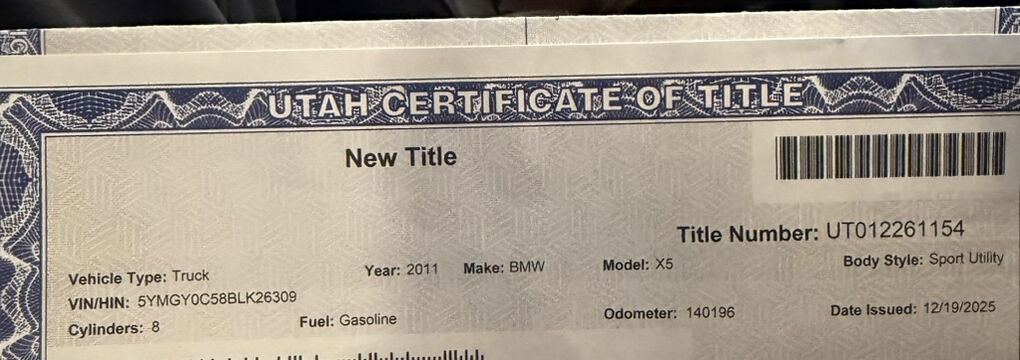 UTAH CERTIFICATE OF TITLE
New Title
Title Number: UT012261154
Vehicle Type: Truck Year: 2011 Make: BMW Model: X5 Body Style: Sport Utility
VIN/HIN: 5YMGY0C58BLK26309
Cylinders: 8 Fuel: Gasoline Odometer: 140196 Date Issued: 12/19/2025